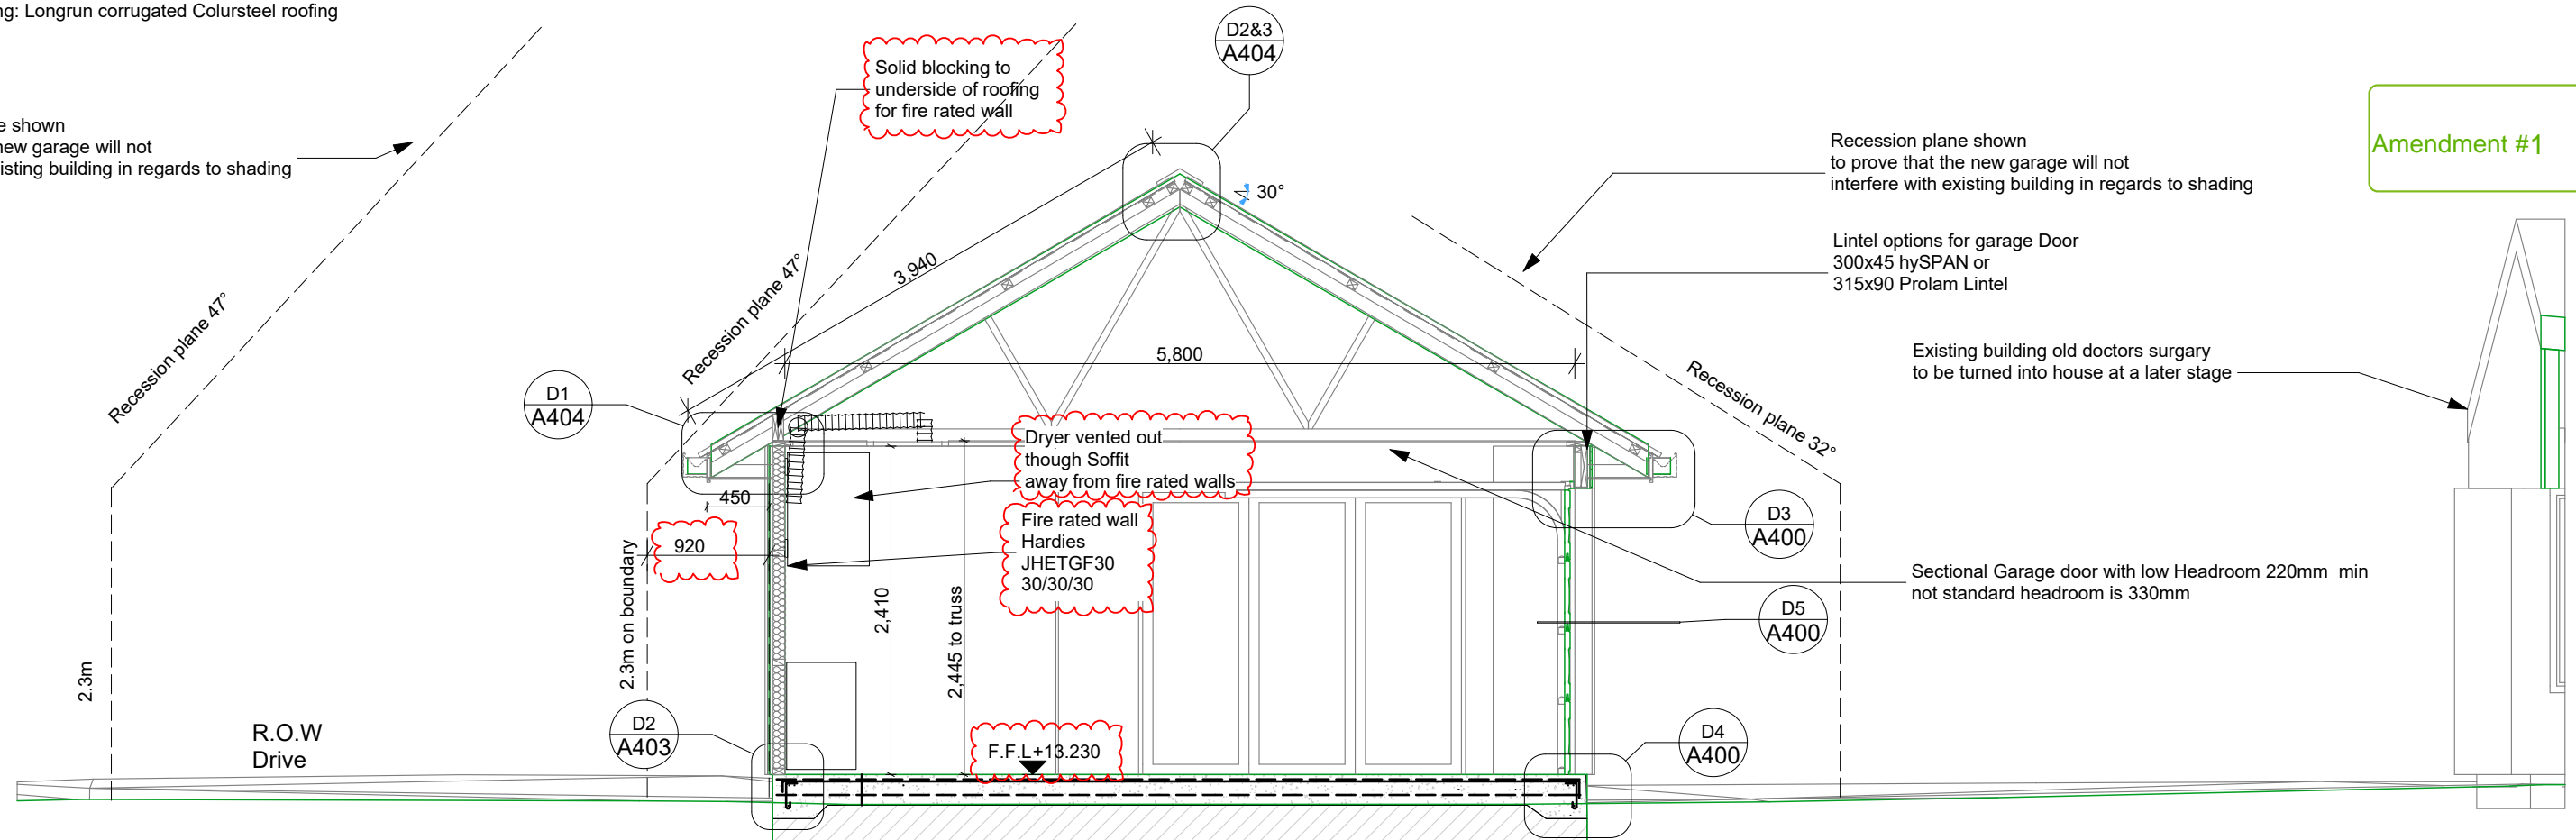 ng: Longrun corrugated Colursteel roofing
e shown
new garage will not
xisting building in regards to shading
Recession plane 47°
2.3m
R.O.W
Drive
Solid blocking to
underside of roofing
for fire rated wall
D2&3
A404
30°
3,940
Recession plane 47°
5,800
D1
A404
450
920
2.3m on boundary
Dryer vented out
though Soffit
away from fire rated walls
Fire rated wall
Hardies
JHETGF30
30/30/30
2,410
2,445 to truss
F.F.L+13.230
D2
A403
Recession plane shown
to prove that the new garage will not
interfere with existing building in regards to shading
Lintel options for garage Door
300x45 hySPAN or
315x90 Prolam Lintel
Existing building old doctors surgary
to be turned into house at a later stage
Recession plane 32°
D3
A400
Sectional Garage door with low Headroom 220mm min
not standard headroom is 330mm
D5
A400
D4
A400
Amendment #1